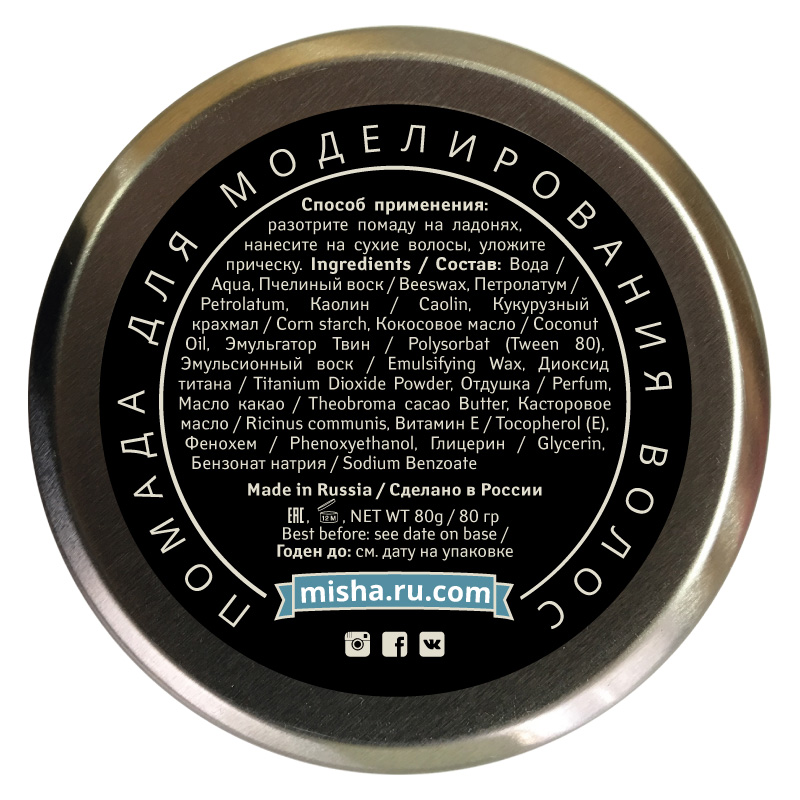 ПОМАДА ДЛЯ МОДЕЛИРОВАНИЯ ВОЛОС
Способ применения:
разотрите помаду на ладонях,
нанесите на сухие волосы, уложите
прическу. Ingredients / Состав: Вода /
Aqua, Пчелиный воск / Beeswax, Петролатум /
Petrolatum, Каолин / Caolin, Кукурузный
крахмал / Corn starch, Кокосовое масло / Coconut
Oil, Эмульгатор Твин / Polysorbat (Tween 80),
Эмульсионный воск / Emulsifying Wax, Диоксид
титана / Titanium Dioxide Powder, Отдушка / Perfum,
Масло какао / Theobroma cacao Butter, Касторовое
масло / Ricinus communis, Витамин Е / Tocopherol (E),
Фенохем / Phenoxyethanol, Глицерин / Glycerin,
Бензонат натрия / Sodium Benzoate
Made in Russia / Сделано в России
EAC, 12 M, NET WT 80g / 80 гр
Best before: see date on base /
Годен до: см. дату на упаковке
misha.ru.com